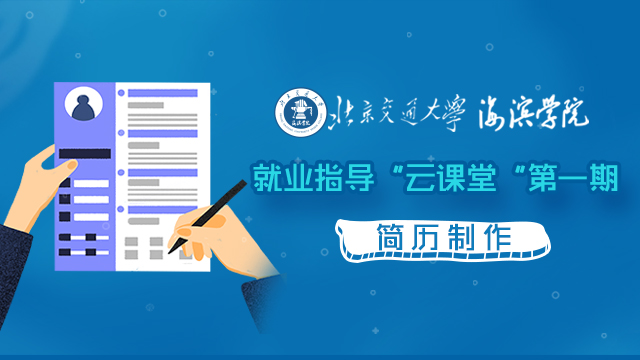 北京交通大學 海滨学院
就业指导“云课堂“第一期
简历制作